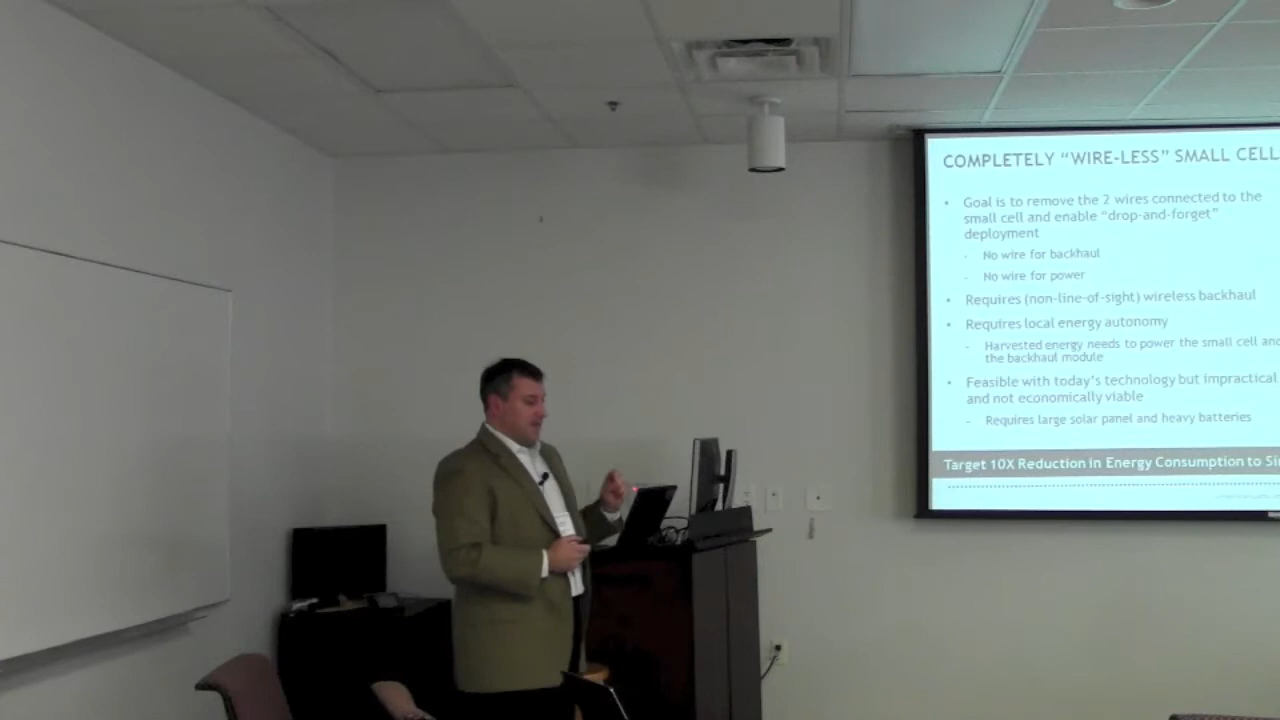 COMPLETELY “WIRE-LESS” SMALL CELL
• Goal is to remove the 2 wires connected to the
small cell and enable “drop-and-forget”
deployment
- No wire for backhaul
- No wire for power
• Requires (non-line-of-sight) wireless backhaul
• Requires local energy autonomy
- Harvested energy needs to power the small cell and
the backhaul module
• Feasible with today’s technology but impractical
and not economically viable
- Requires large solar panel and heavy batteries
Target 10X Reduction in Energy Consumption to